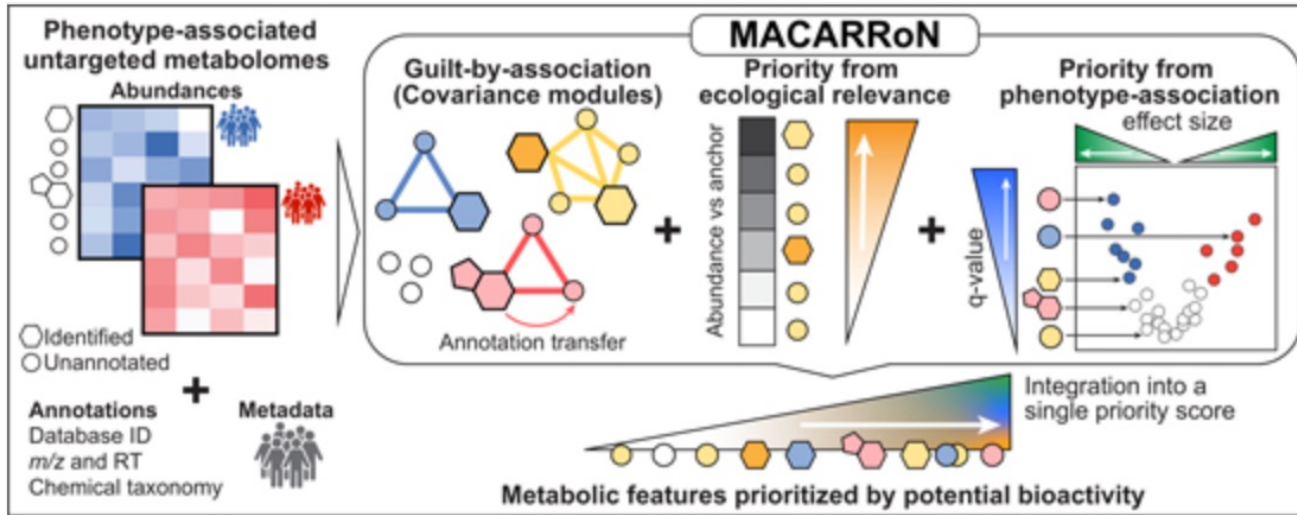 Phenotype-associated
untargeted metabolomes
Abundances
Identified
Unannotated
Annotations
Database ID
m/z and RT
Chemical taxonomy
+
Metadata
MACARRoN
Guilt-by-association
(Covariance modules)
Annotation transfer
+
Priority from
ecological relevance
Abundance vs anchor
+
Priority from
phenotype-association
effect size
q-value
Integration into a
single priority score
Metabolic features prioritized by potential bioactivity